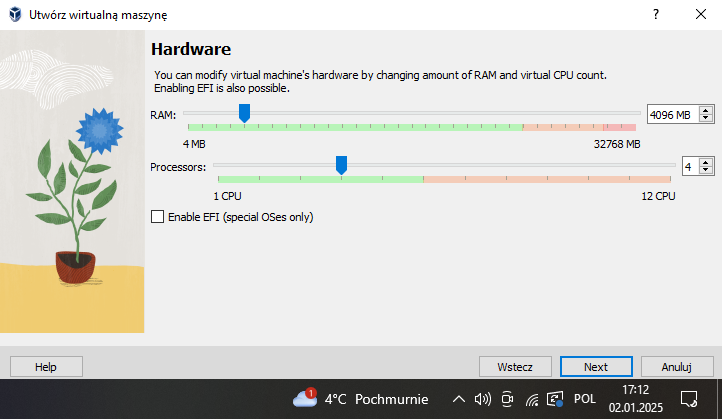 Utwórz wirtualną maszynę
?
Hardware
You can modify virtual machine's hardware by changing amount of RAM and virtual CPU count.
Enabling EFI is also possible.
RAM: 4096 MB
4 MB 32768 MB
Processors: 4
1 CPU 12 CPU
Enable EFI (special OSes only)
Help Wstecz Next Anuluj
1 4°C Pochmurnie POL 17:12
02.01.2025